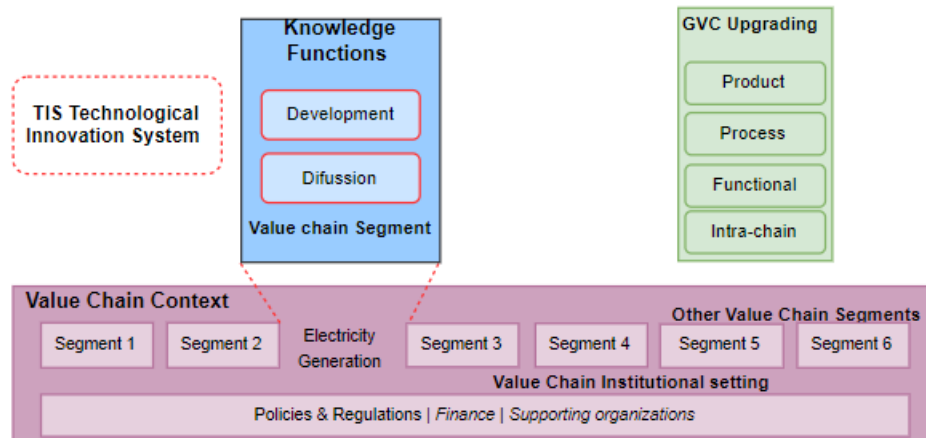 Knowledge
Functions
GVC Upgrading
TIS Technological
Innovation System
Development
Difussion
Value chain Segment
Product
Process
Functional
Intra-chain
Value Chain Context
Other Value Chain Segments
Segment 1
Segment 2
Electricity
Generation
Segment 3
Segment 4
Segment 5
Segment 6
Value Chain Institutional setting
Policies & Regulations | Finance | Supporting organizations